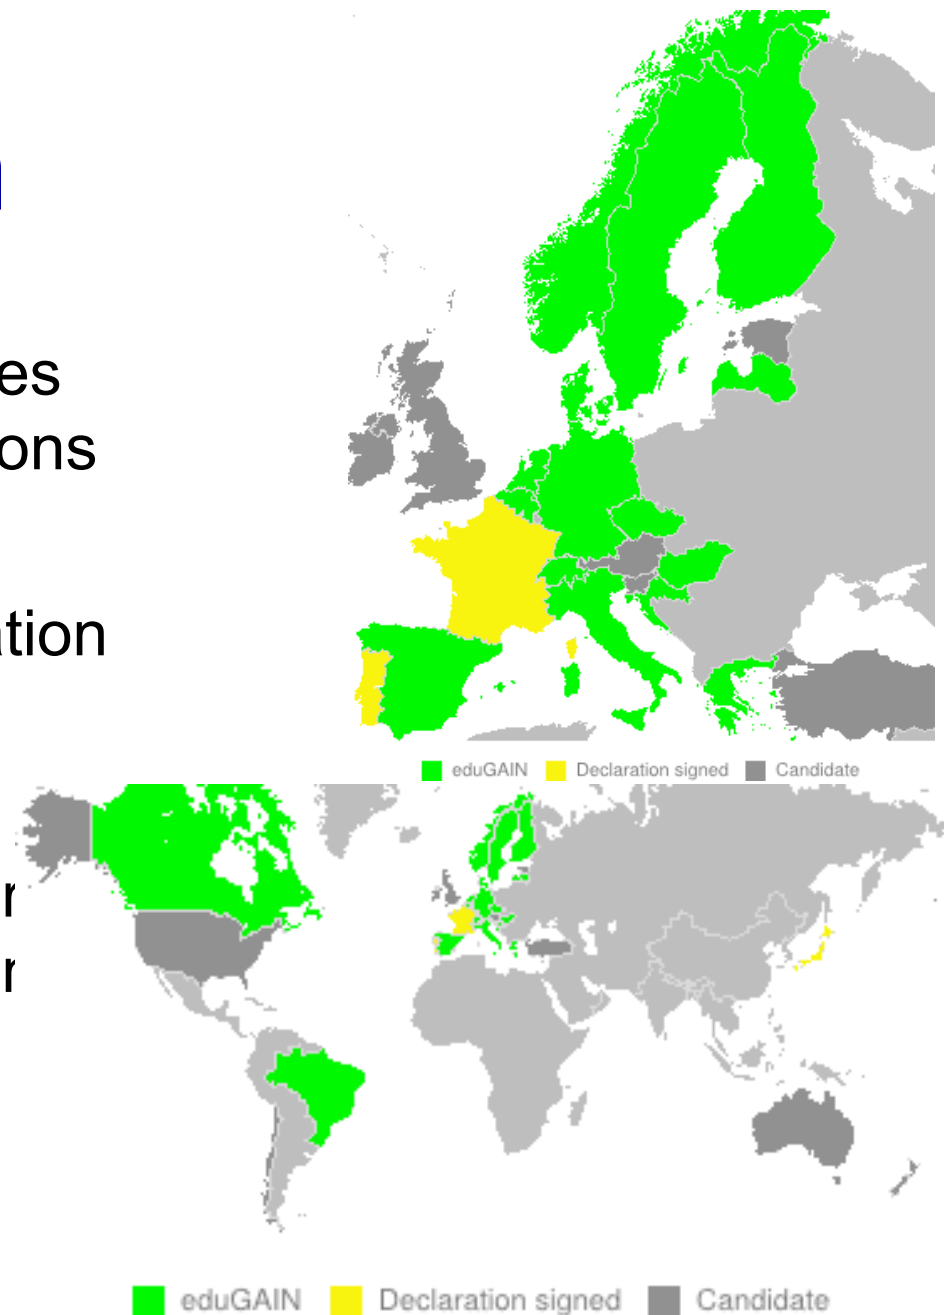 es
ons
ation
eduGAIN Declaration signed Candidate
r
r
eduGAIN Declaration signed Candidate